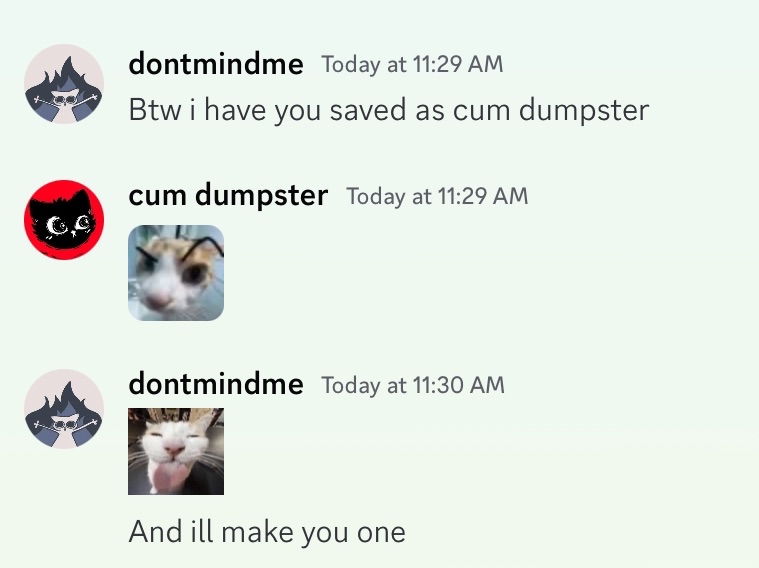 dontmindme Today at 11:29 AM
Btw i have you saved as cum dumpster
cum dumpster Today at 11:29 AM
dontmindme Today at 11:30 AM
And ill make you one